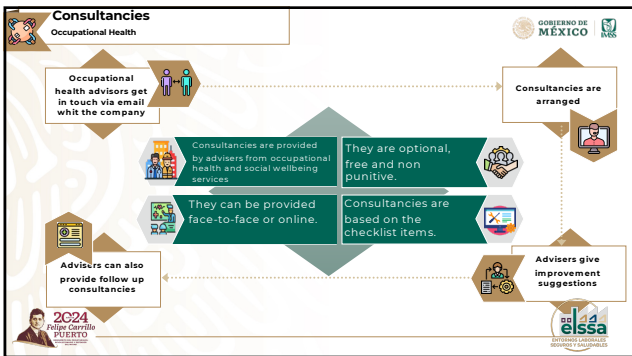 Consultancies
Occupational Health
GOBIERNO DE
MÉXICO
IMSS
Occupational
health advisors get
in touch via email
whit the company
Consultancies are
arranged
Consultancies are provided
by advisers from occupational
health and social wellbeing
services
They are optional,
free and non
punitive.
They can be provided
face-to-face or online.
Consultancies are
based on the
checklist items.
Advisers can also
provide follow up
consultancies
Advisers give
improvement
suggestions
2024
Felipe Carrillo
PUERTO
elssa
ENTORNOS LABORALES
SEGUROS Y SALUDABLES